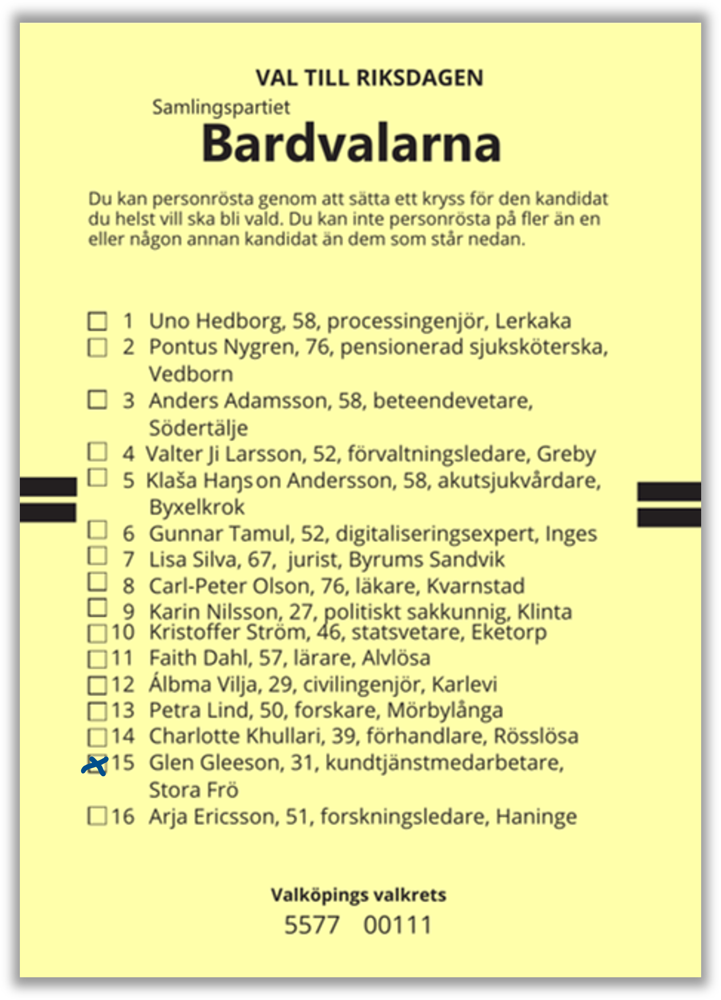 VAL TILL RIKSDAGEN
Samlingspartiet
Bardvalarna
Du kan personrösta genom att sätta ett kryss för den kandidat
du helst vill ska bli vald. Du kan inte personrösta på fler än en
eller någon annan kandidat än dem som står nedan.
1 Uno Hedborg, 58, processingenjör, Lerkaka
2 Pontus Nygren, 76, pensionerad sjuksköterska,
Vedborn
3 Anders Adamsson, 58, beteendevetare,
Södertälje
4 Valter Ji Larsson, 52, förvaltningsledare, Greby
5 Klaša Haŋson Andersson, 58, akutsjukvårdare,
Byxelkrok
6 Gunnar Tamul, 52, digitaliseringsexpert, Inges
7 Lisa Silva, 67, jurist, Byrums Sandvik
8 Carl-Peter Olson, 76, läkare, Kvarnstad
9 Karin Nilsson, 27, politiskt sakkunnig, Klinta
10 Kristoffer Ström, 46, statsvetare, Eketorp
11 Faith Dahl, 57, lärare, Alvlösa
12 Álbma Vilja, 29, civilingenjör, Karlevi
13 Petra Lind, 50, forskare, Mörbylånga
14 Charlotte Khullari, 39, förhandlare, Rösslösa
15 Glen Gleeson, 31, kundtjänstmedarbetare,
Stora Frö
16 Arja Ericsson, 51, forskningsledare, Haninge
Valköpings valkrets
5577 00111